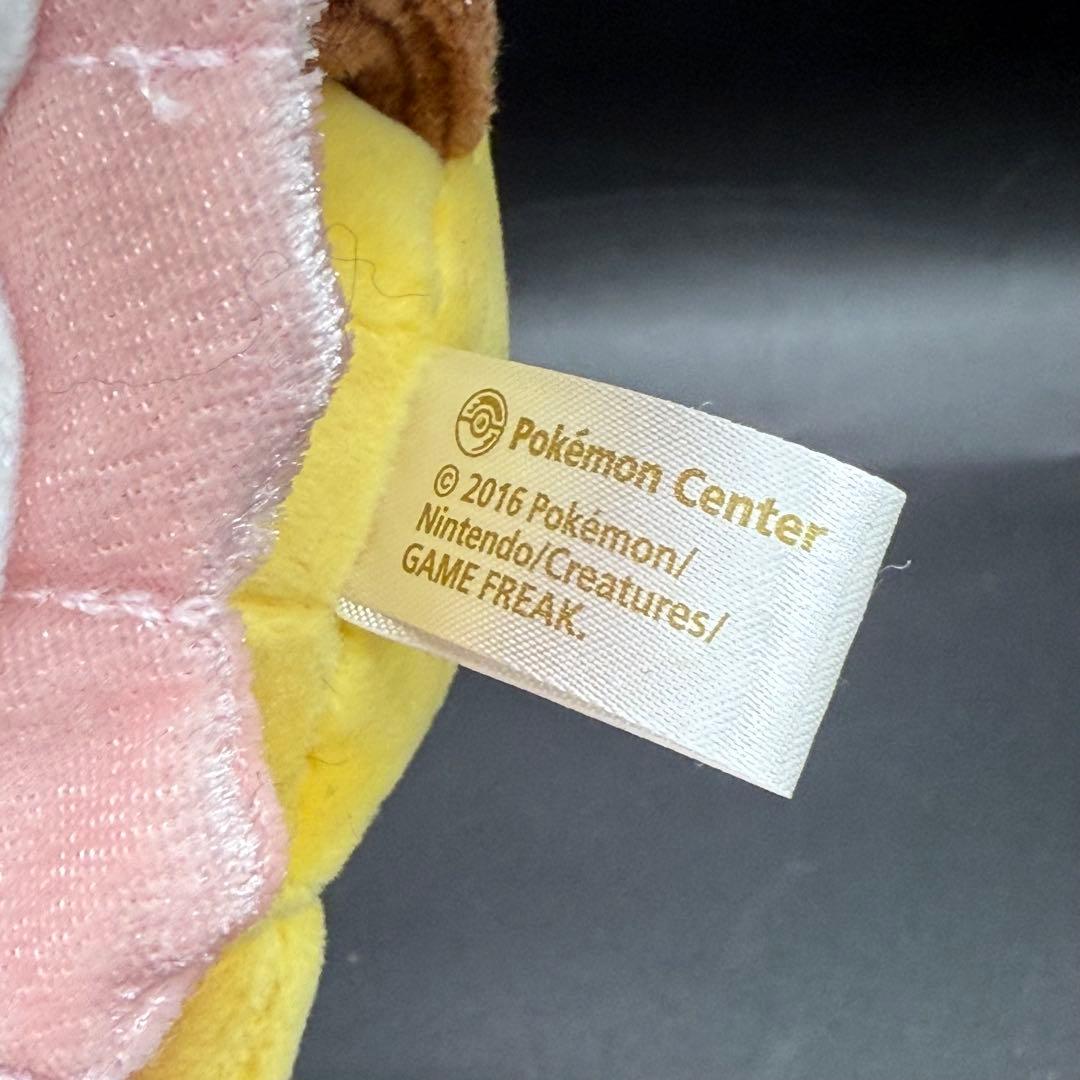 Pokémon Center
© 2016 Pokémon/
Nintendo/Creatures/
GAME FREAK.